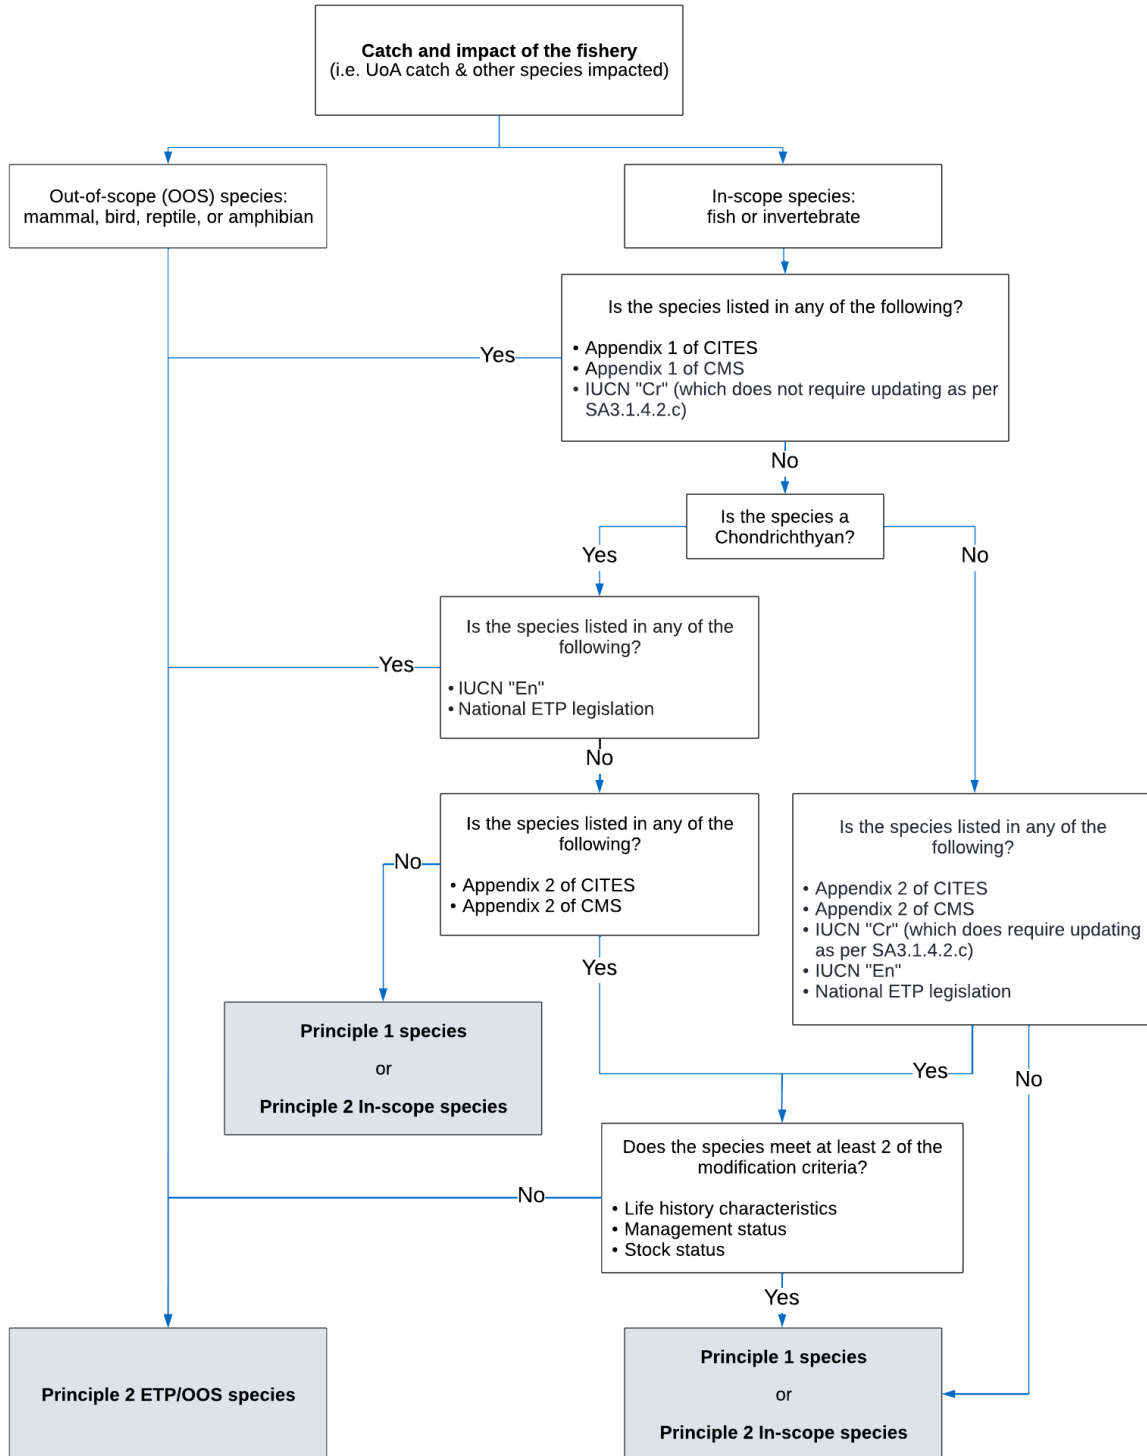 Catch and impact of the fishery
(i.e. UoA catch & other species impacted)
Out-of-scope (OOS) species:
mammal, bird, reptile, or amphibian
In-scope species:
fish or invertebrate
Is the species listed in any of the following?
• Appendix 1 of CITES
• Appendix 1 of CMS
• IUCN "Cr" (which does not require updating as per
SA3.1.4.2.c)
Yes
No
Is the species a
Chondrichthyan?
Yes
No
Is the species listed in any of the
following?
• IUCN "En"
• National ETP legislation
Yes
No
Is the species listed in any of the
following?
• Appendix 2 of CITES
• Appendix 2 of CMS
No
Yes
Is the species listed in any of the
following?
• Appendix 2 of CITES
• Appendix 2 of CMS
• IUCN "Cr" (which does require updating
as per SA3.1.4.2.c)
• IUCN "En"
• National ETP legislation
Yes
No
Principle 1 species
or
Principle 2 In-scope species
Does the species meet at least 2 of the
modification criteria?
• Life history characteristics
• Management status
• Stock status
No
Yes
Principle 2 ETP/OOS species
Principle 1 species
or
Principle 2 In-scope species